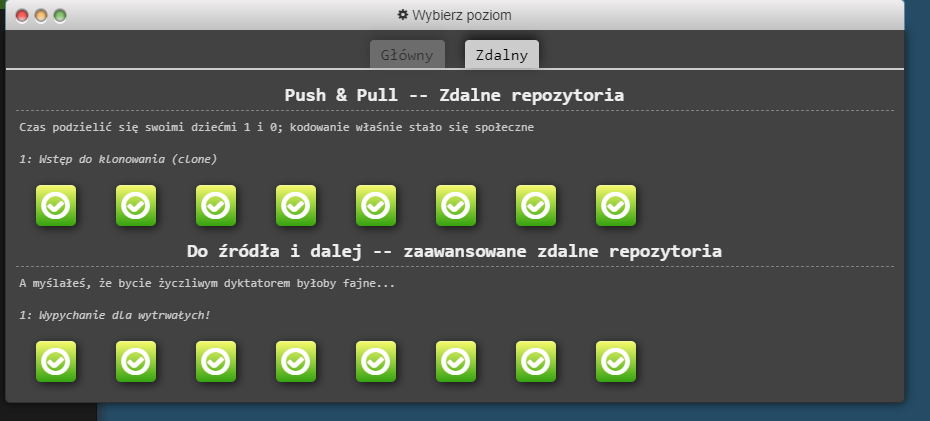 Wybierz poziom
Główny
Zdalny
Push & Pull -- Zdalne repozytoria
Czas podzielić się swoimi dziećmi 1 i 0; kodowanie właśnie stało się społeczne
1: Wstęp do klonowania (clone)
Do źródła i dalej -- zaawansowane zdalne repozytoria
A myślałeś, że bycie życzliwym dyktatorem byłoby fajne...
1: Wypychanie dla wytrwałych!